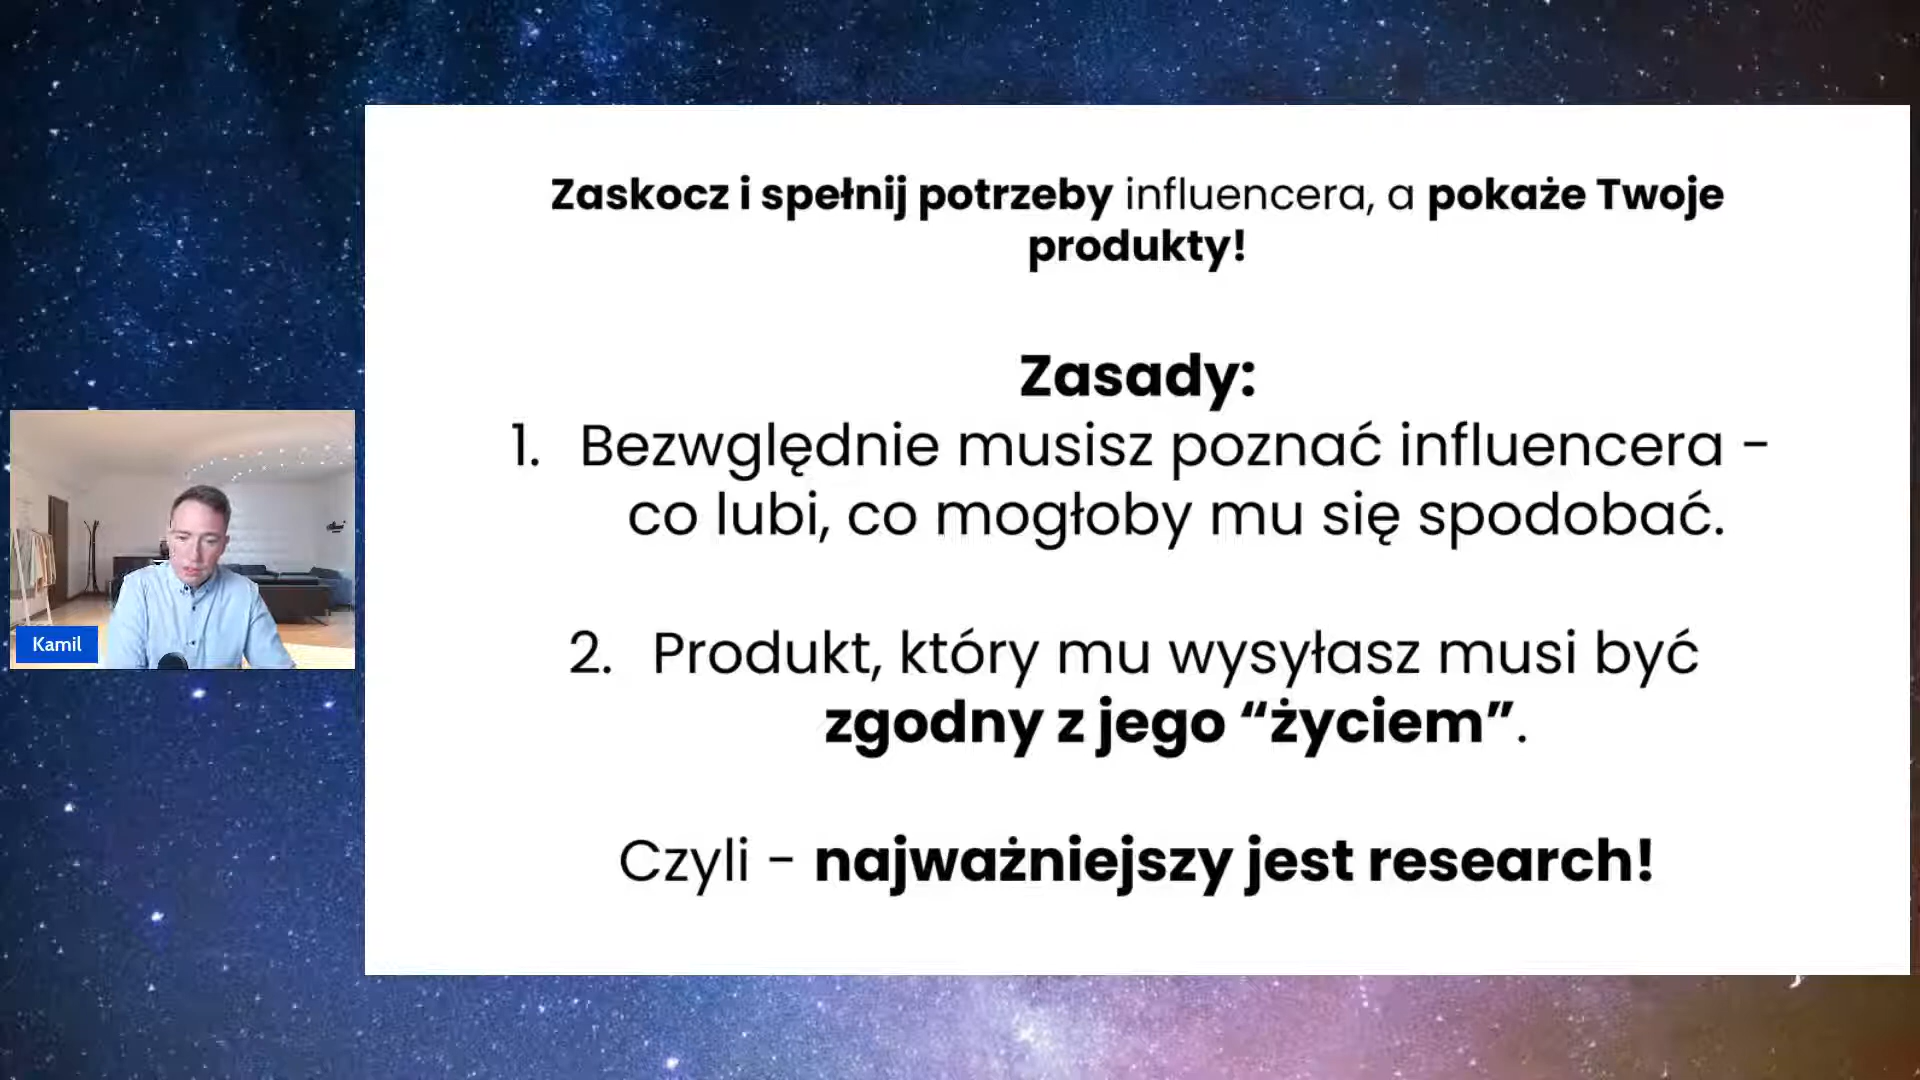 Zaskocz i spełnij potrzeby influencera, a pokaże Twoje
produkty!
Zasady:
1. Bezwględnie musisz poznać influencera -
co lubi, co mogłoby mu się spodobać.
2. Produkt, który mu wysyłasz musi być
zgodny z jego “życiem”.
Czyli - najważniejszy jest research!
Kamil